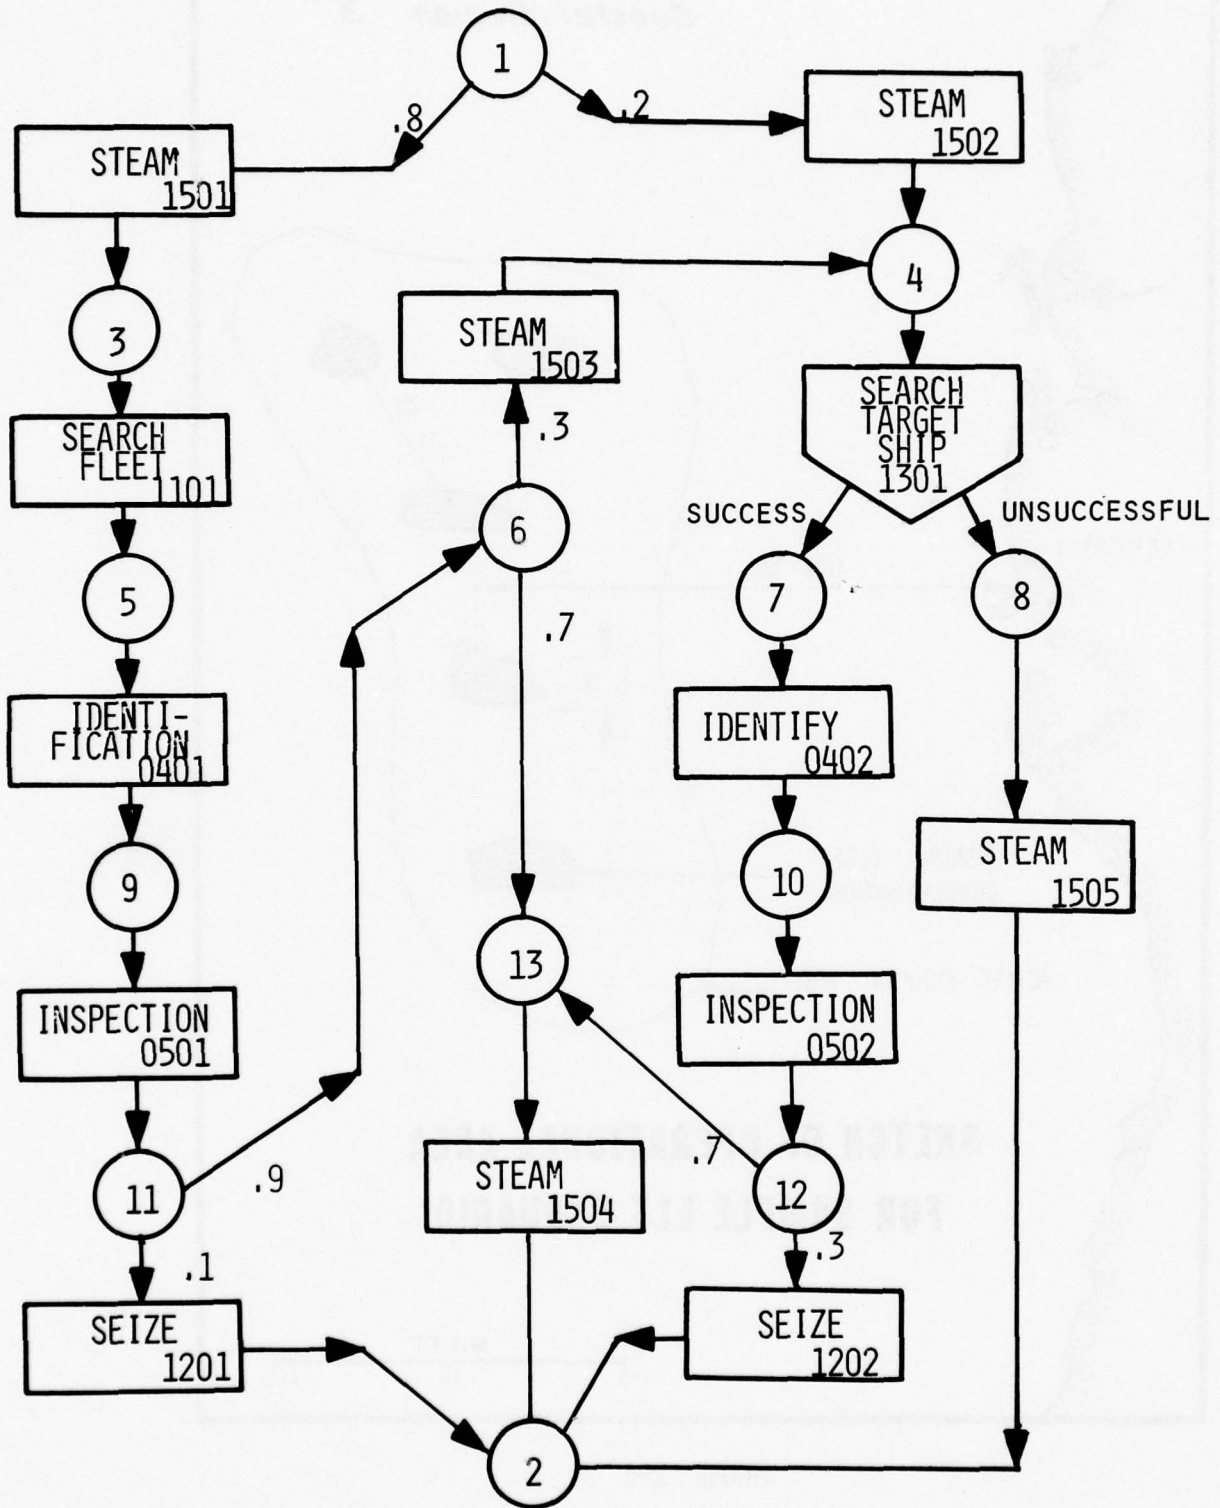 1
.8
.2
STEAM
1501
STEAM
1502
3
4
STEAM
1503
SEARCH
FLEET
1101
.3
SEARCH
TARGET
SHIP
1301
SUCCESS
UNSUCCESSFUL
6
5
7
8
.7
IDENTI-
FICATION
0401
IDENTIFY
0402
9
10
STEAM
1505
13
INSPECTION
0501
INSPECTION
0502
11
.9
STEAM
1504
.7
12
.1
.3
SEIZE
1201
SEIZE
1202
2